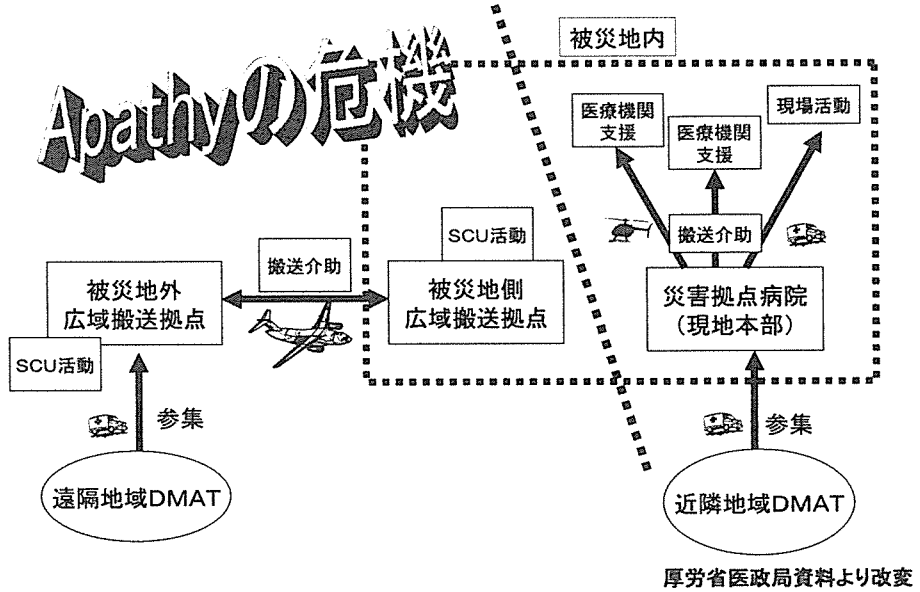 Apathyの危機
被災地内
医療機関
支援
医療機関
支援
現場活動
搬送介助
災害拠点病院
（現地本部）
SCU活動
被災地側
広域搬送拠点
搬送介助
被災地外
広域搬送拠点
SCU活動
参集
遠隔地域DMAT
参集
近隣地域DMAT
厚労省医政局資料より改変